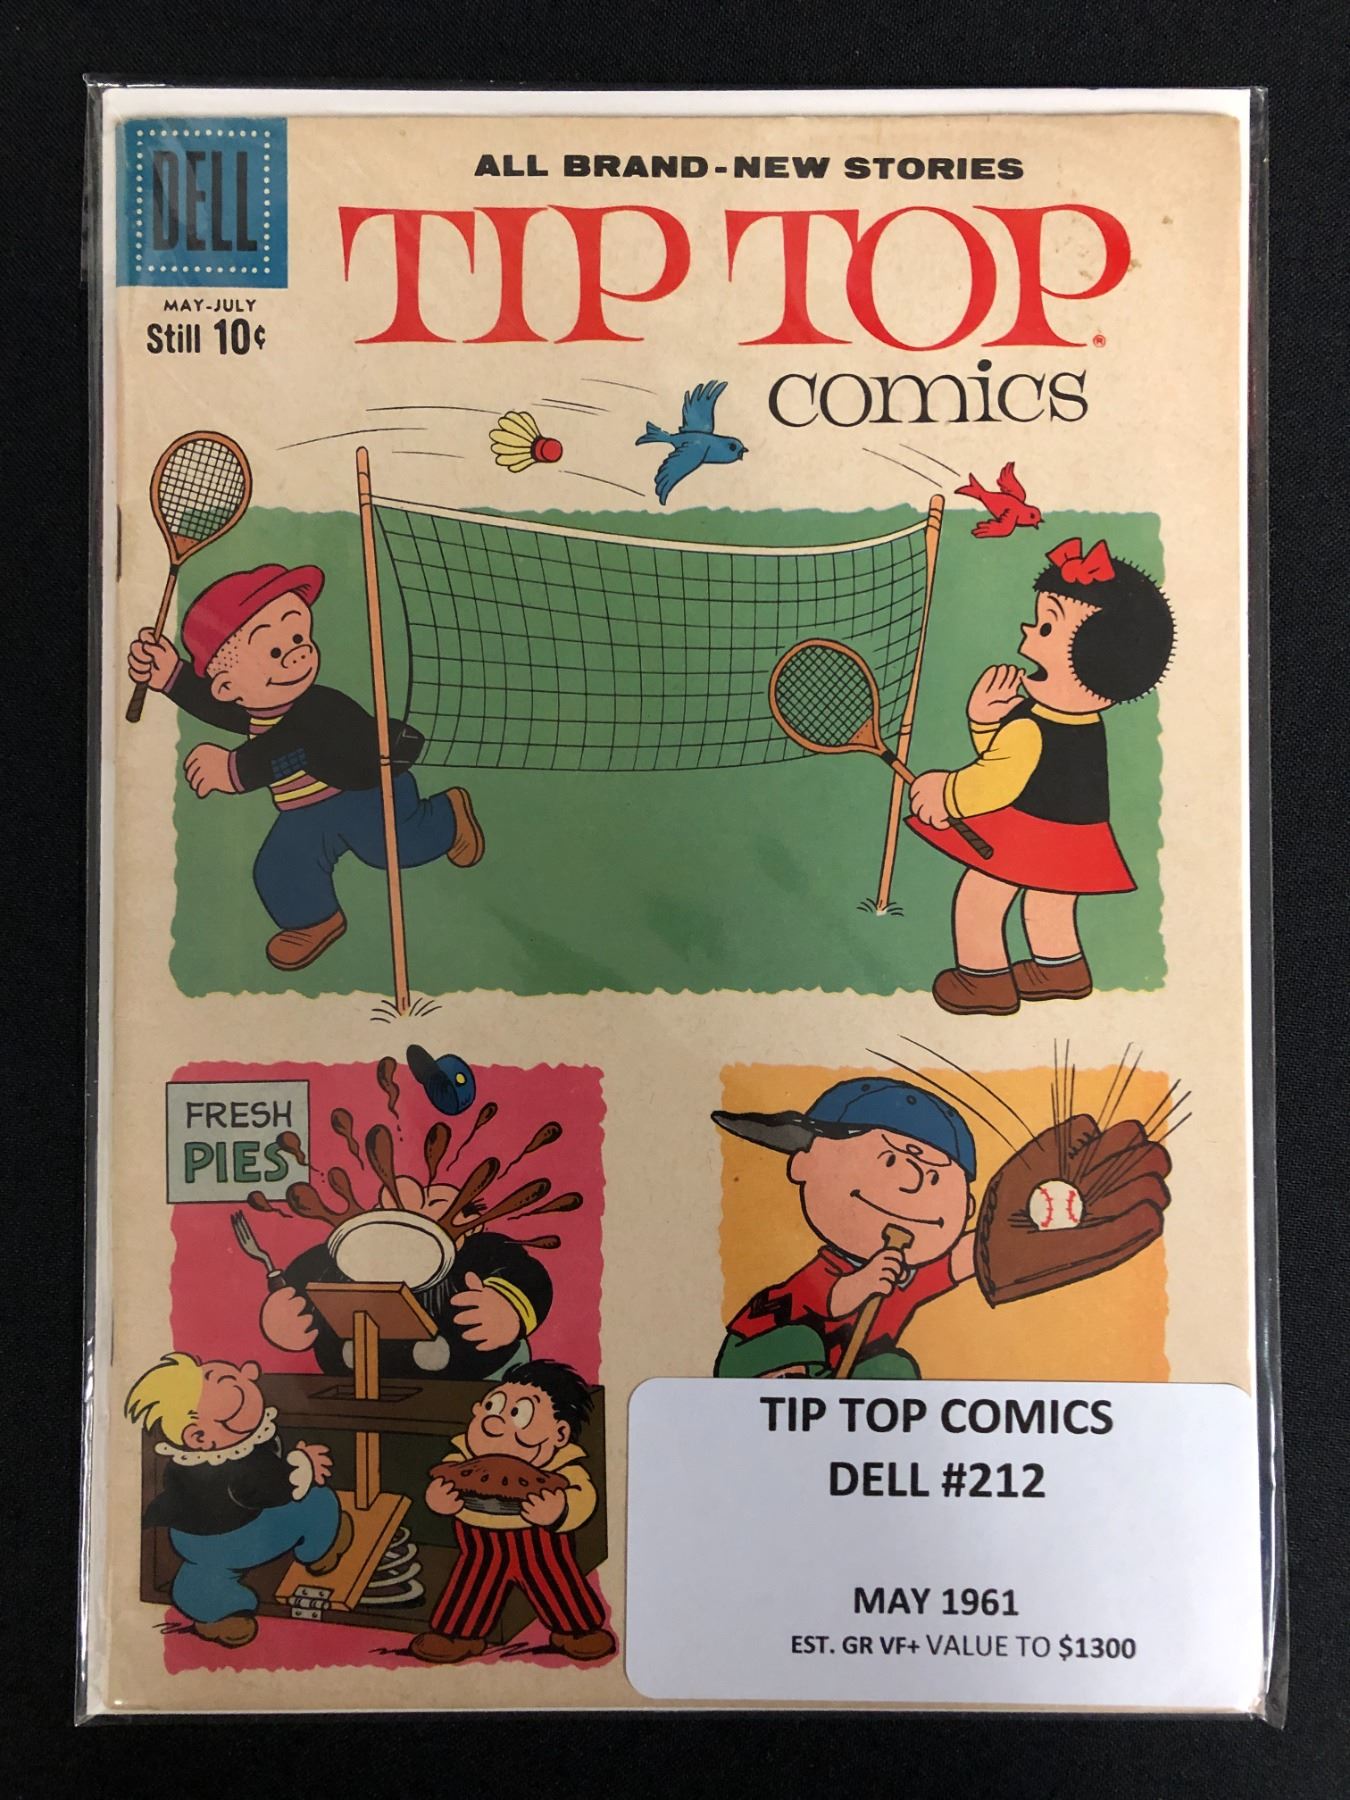 DELL
MAY-JULY
Still 10¢
ALL BRAND-NEW STORIES
TIP TOP®
comics
FRESH
PIES
TIP TOP COMICS
DELL #212
MAY 1961
EST. GR VF+ VALUE TO $1300